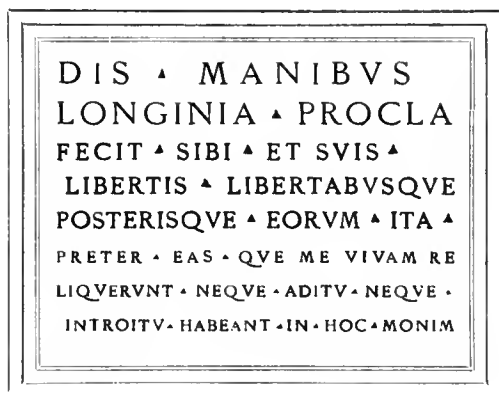 DIS ▴ MANIBVS
LONGINIA ▴ PROCLA
FECIT ▴ SIBI ▴ ET SVIS ▴
LIBERTIS ▴ LIBERTABVSQVE
POSTERISQVE ▴ EORVM ▴ ITA ▴
PRETER ▴ EAS ▴ QVE ME VIVAM RE
LIQVERVNT ▴ NEQVE ▴ ADITV ▴ NEQVE ▴
INTROITV ▴ HABEANT ▴ IN ▴ HOC ▴ MONIM